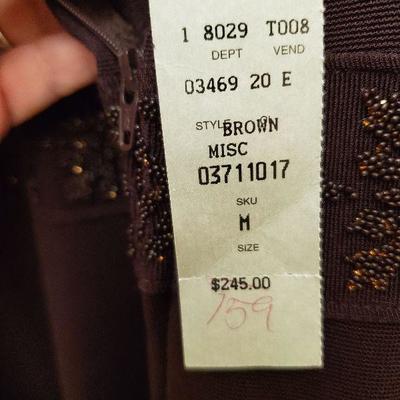 1 8029 T008
DEPT VEND
03469 20 E
STYLE
BROWN
MISC
03711017
SKU
M
SIZE
$245.00
159